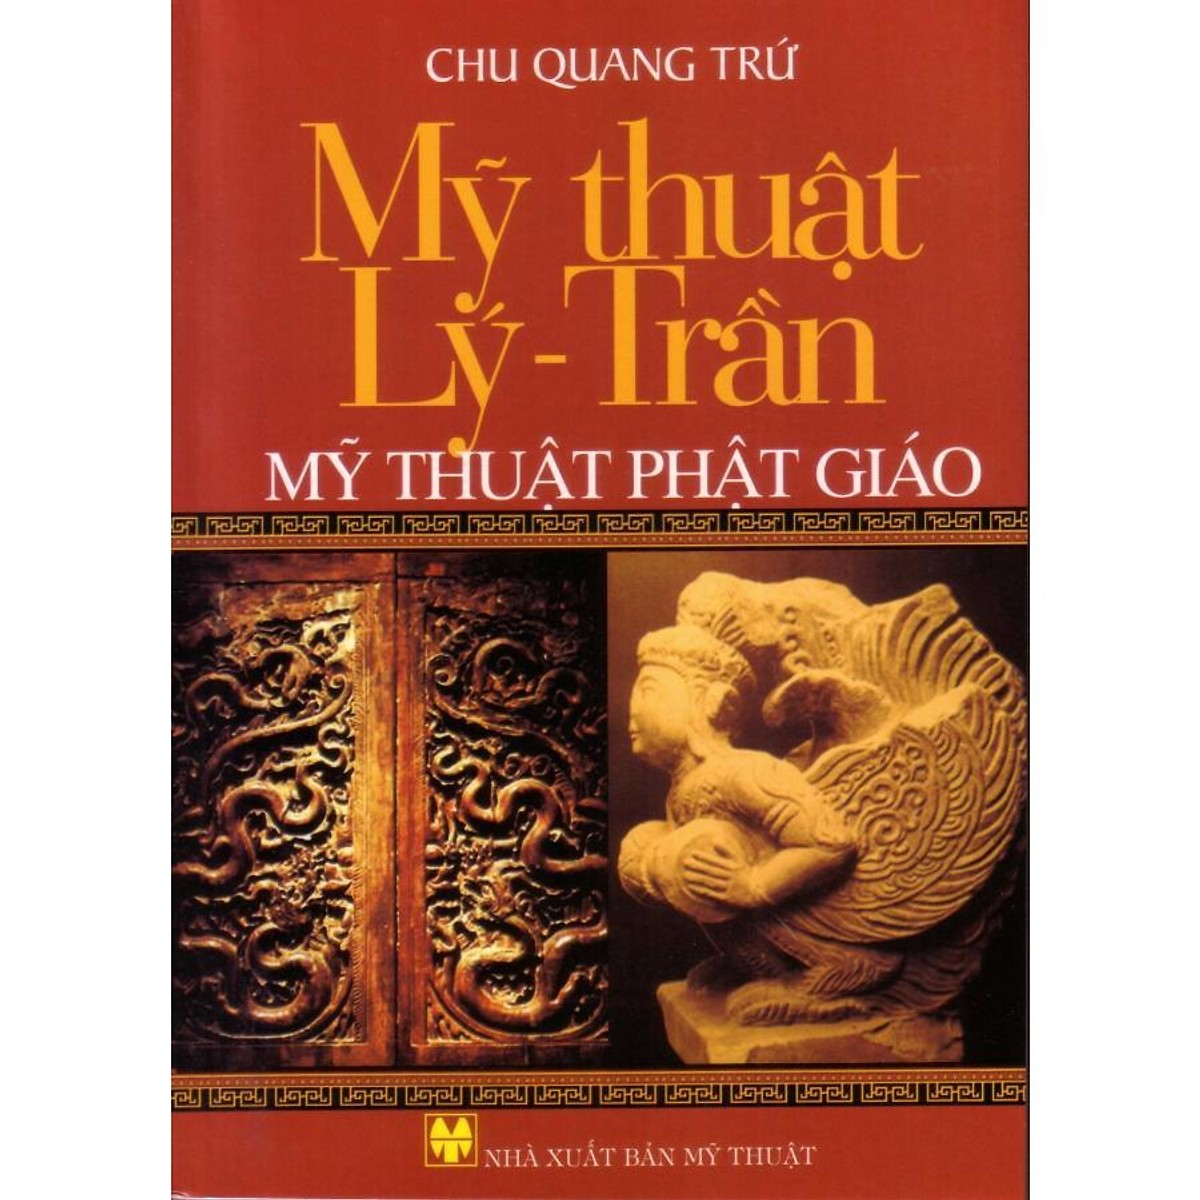 CHU QUANG TRỨ
Mỹ thuật
Lý - Trần
MỸ THUẬT PHẬT GIÁO
NHÀ XUẤT BẢN MỸ THUẬT